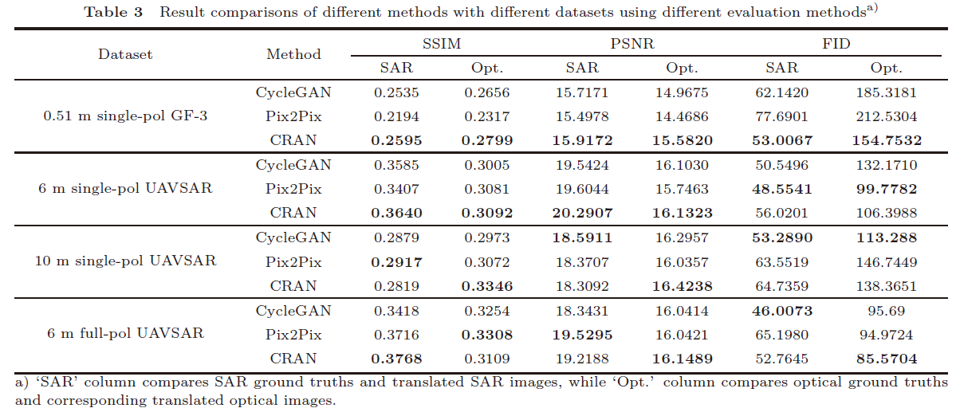 Table 3 Result comparisons of different methods with different datasets using different evaluation methodsa)
Dataset Method SSIM PSNR FID
SAR Opt. SAR Opt. SAR Opt.
CycleGAN 0.2535 0.2656 15.7171 14.9675 62.1420 185.3181
0.51 m single-pol GF-3 Pix2Pix 0.2194 0.2317 15.4978 14.4686 77.6901 212.5304
CRAN 0.2595 0.2799 15.9172 15.5820 53.0067 154.7532
CycleGAN 0.3585 0.3005 19.5424 16.1030 50.5496 132.1710
6 m single-pol UAVSAR Pix2Pix 0.3407 0.3081 19.6044 15.7463 48.5541 99.7782
CRAN 0.3640 0.3092 20.2907 16.1323 56.0201 106.3988
CycleGAN 0.2879 0.2973 18.5911 16.2957 53.2890 113.288
10 m single-pol UAVSAR Pix2Pix 0.2917 0.3072 18.3707 16.0357 63.5519 146.7449
CRAN 0.2819 0.3346 18.3092 16.4238 64.7359 138.3651
CycleGAN 0.3418 0.3254 18.3431 16.0414 46.0073 95.69
6 m full-pol UAVSAR Pix2Pix 0.3716 0.3308 19.5295 16.0421 65.1980 94.9724
CRAN 0.3768 0.3109 19.2188 16.1489 52.7645 85.5704
a) ‘SAR’ column compares SAR ground truths and translated SAR images, while ‘Opt.’ column compares optical ground truths
and corresponding translated optical images.